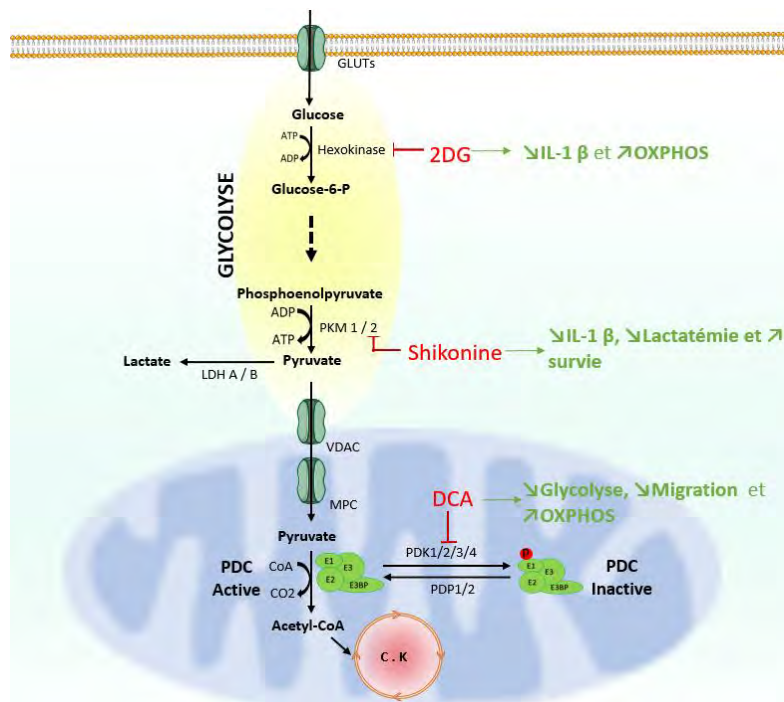 GLUTs
Glucose
ATP
ADP
Hexokinase
2DG
↘IL-1 β et ↗OXPHOS
Glucose-6-P
GLYCOLYSE
Phosphoenolpyruvate
ADP
ATP
PKM 1 / 2
Shikonine
↘IL-1 β, ↘Lactatémie et ↗
survie
Lactate
LDH A / B
Pyruvate
VDAC
MPC
DCA
↘Glycolyse, ↘Migration et
↗OXPHOS
Pyruvate
PDC
Active
CoA
CO2
E1
E3
E2
E3BP
PDK1/2/3/4
PDP1/2
P
E1
E3
E2
E3BP
PDC
Inactive
Acetyl-CoA
C . K